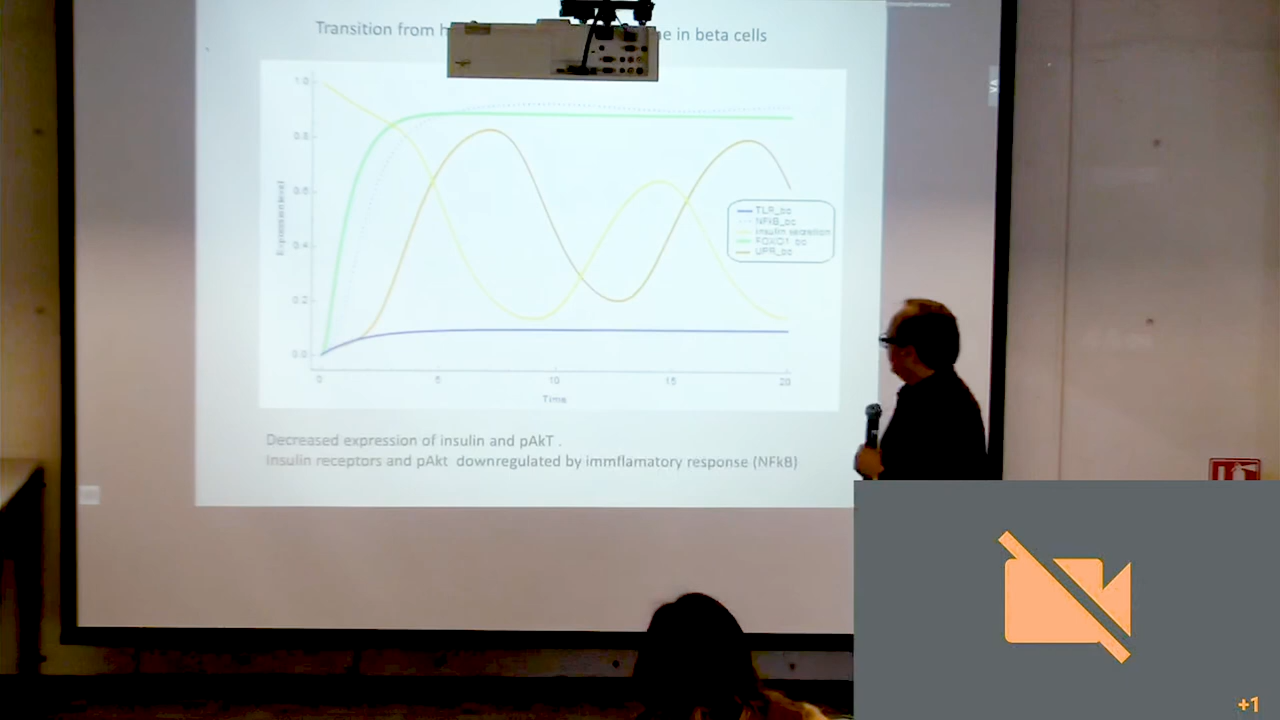 Transition from h e in beta cells
1.0
0.8
0.6
0.4
0.2
0.0
Expression level
0 5 10 15 20
Time
TLR_bc
NFkB_bc
insulin secretion
FOXO1_bc
UPR_bc
Decreased expression of insulin and pAkT .
Insulin receptors and pAkt downregulated by immflamatory response (NFkB)
+1